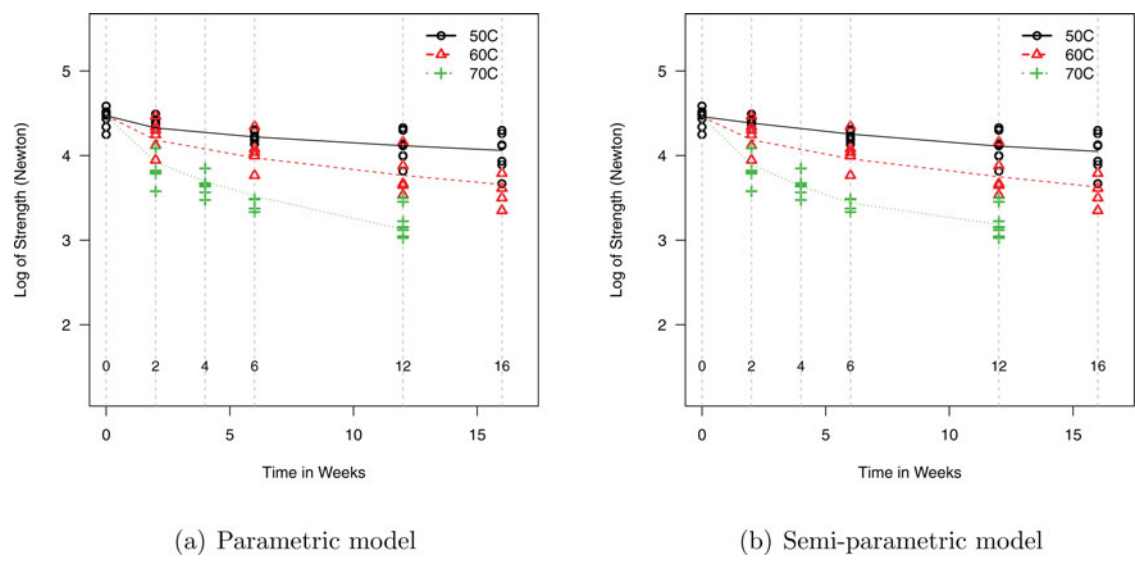 50C
60C
70C
5
4
3
2
Log of Strength (Newton)
0 2 4 6 12 16
0 5 10 15
Time in Weeks
(a) Parametric model
50C
60C
70C
5
4
3
2
Log of Strength (Newton)
0 2 4 6 12 16
0 5 10 15
Time in Weeks
(b) Semi-parametric model